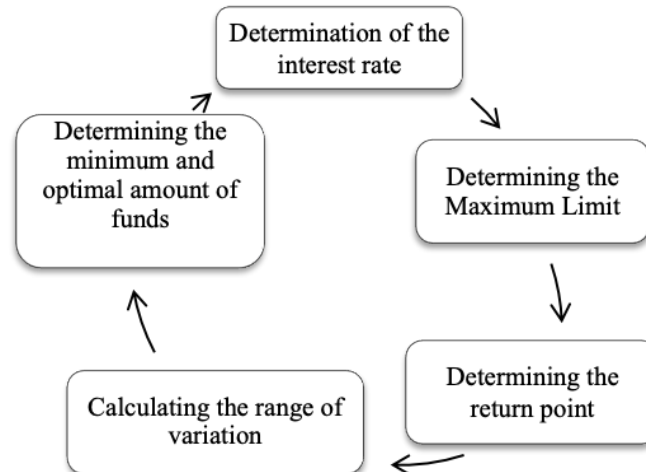 Determination of the
interest rate
Determining the
minimum and
optimal amount of
funds
Determining the
Maximum Limit
Determining the
return point
Calculating the range of
variation